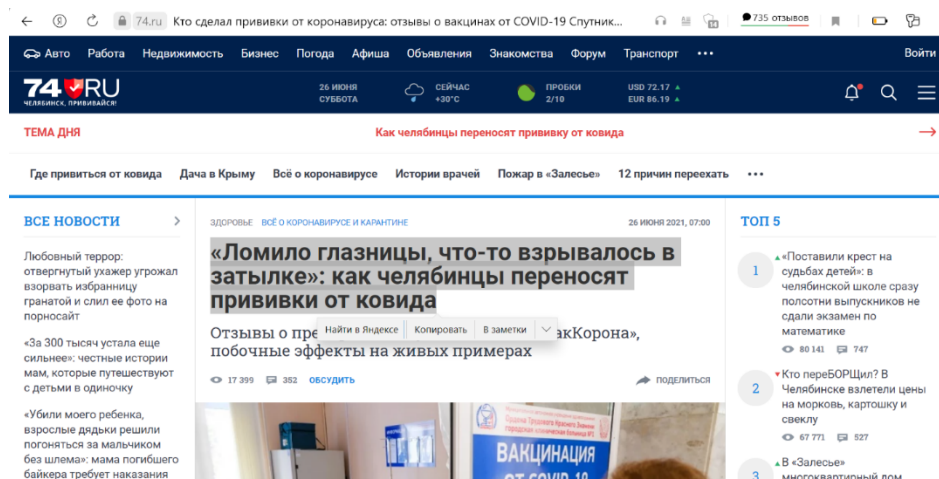 74.ru Кто сделал прививки от коронавируса: отзывы о вакцинах от COVID-19 Спутник... 735 отзывов
Авто Работа Недвижимость Бизнес Погода Афиша Объявления Знакомства Форум Транспорт ••• Войти
74 RU
ЧЕЛЯБИНСК, ПРИВИВАЙСЯ!
26 ИЮНЯ
СУББОТА
СЕЙЧАС
+30°C
ПРОБКИ
2/10
USD 72.17
EUR 86.19
ТЕМА ДНЯ Как челябинцы переносят прививку от ковида
Где привиться от ковида Дача в Крыму Всё о коронавирусе Истории врачей Пожар в «Залесье» 12 причин переехать •••
ВСЕ НОВОСТИ
Любовный террор:
отвергнутый ухажер угрожал
взорвать избранницу
гранатой и слил ее фото на
порносайт
«За 300 тысяч устала еще
сильнее»: честные истории
мам, которые путешествуют
с детьми в одиночку
«Убили моего ребенка,
взрослые дядьки решили
погоняться за мальчиком
без шлема»: мама погибшего
байкера требует наказания
ЗДОРОВЬЕ ВСЁ О КОРОНАВИРУСЕ И КАРАНТИНЕ 26 ИЮНЯ 2021, 07:00
«Ломило глазницы, что-то взрывалось в
затылке»: как челябинцы переносят
прививки от ковида
Найти в Яндексе Копировать В заметки
Отзывы о пре акКорона»,
побочные эффекты на живых примерах
17 399 352 ОБСУДИТЬ ПОДЕЛИТЬСЯ
ВАКЦИНАЦИЯ
ОТ COVID-19
ТОП 5
1
«Поставили крест на
судьбах детей»: в
челябинской школе сразу
полсотни выпускников не
сдали экзамен по
математике
80 141 747
2
Кто переБОРЩил? В
Челябинске взлетели цены
на морковь, картошку и
свеклу
67 771 527
3
В «Залесье»
многоквартирный дом